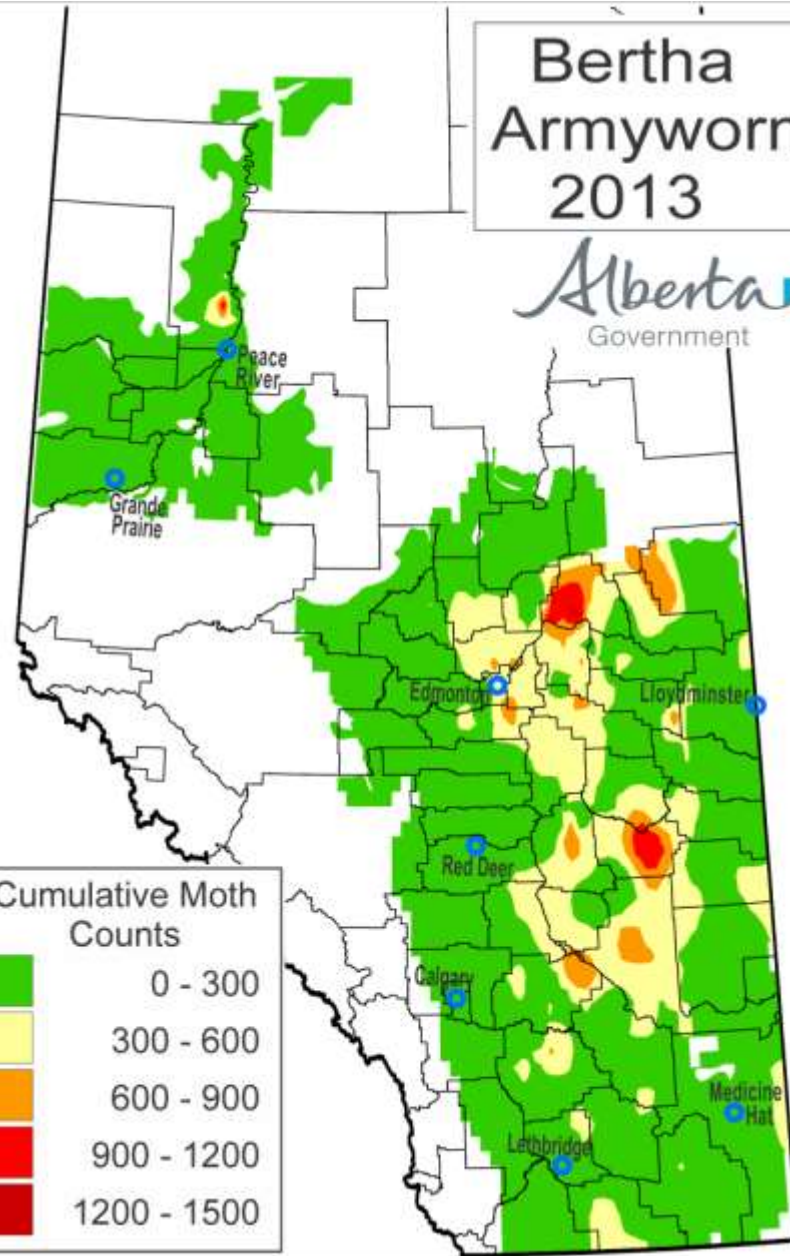 Bertha
Armyworm
2013
Alberta
Government
Peace
River
Grande
Prairie
Edmonton
Lloydminster
Red Deer
Calgary
Medicine
Hat
Lethbridge
Cumulative Moth
Counts
0 - 300
300 - 600
600 - 900
900 - 1200
1200 - 1500